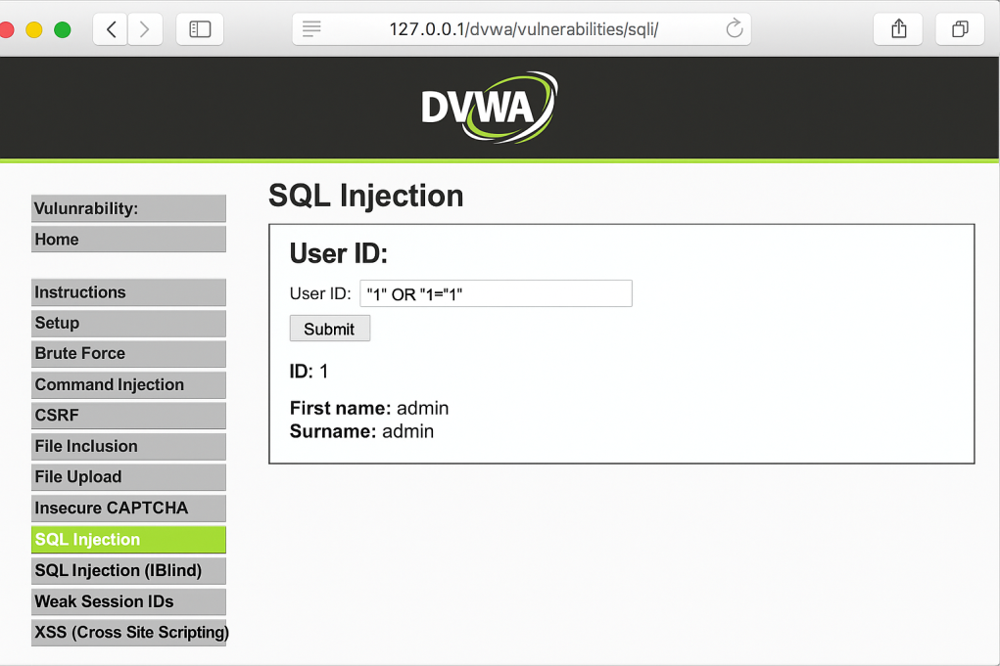 127.0.0.1/dvwa/vulnerabilities/sqli/
DVWA
Vulunrability:
Home
Instructions
Setup
Brute Force
Command Injection
CSRF
File Inclusion
File Upload
Insecure CAPTCHA
SQL Injection
SQL Injection (IBlind)
Weak Session IDs
XSS (Cross Site Scripting)
SQL Injection
User ID:
User ID: "1" OR "1="1"
Submit
ID: 1
First name: admin
Surname: admin